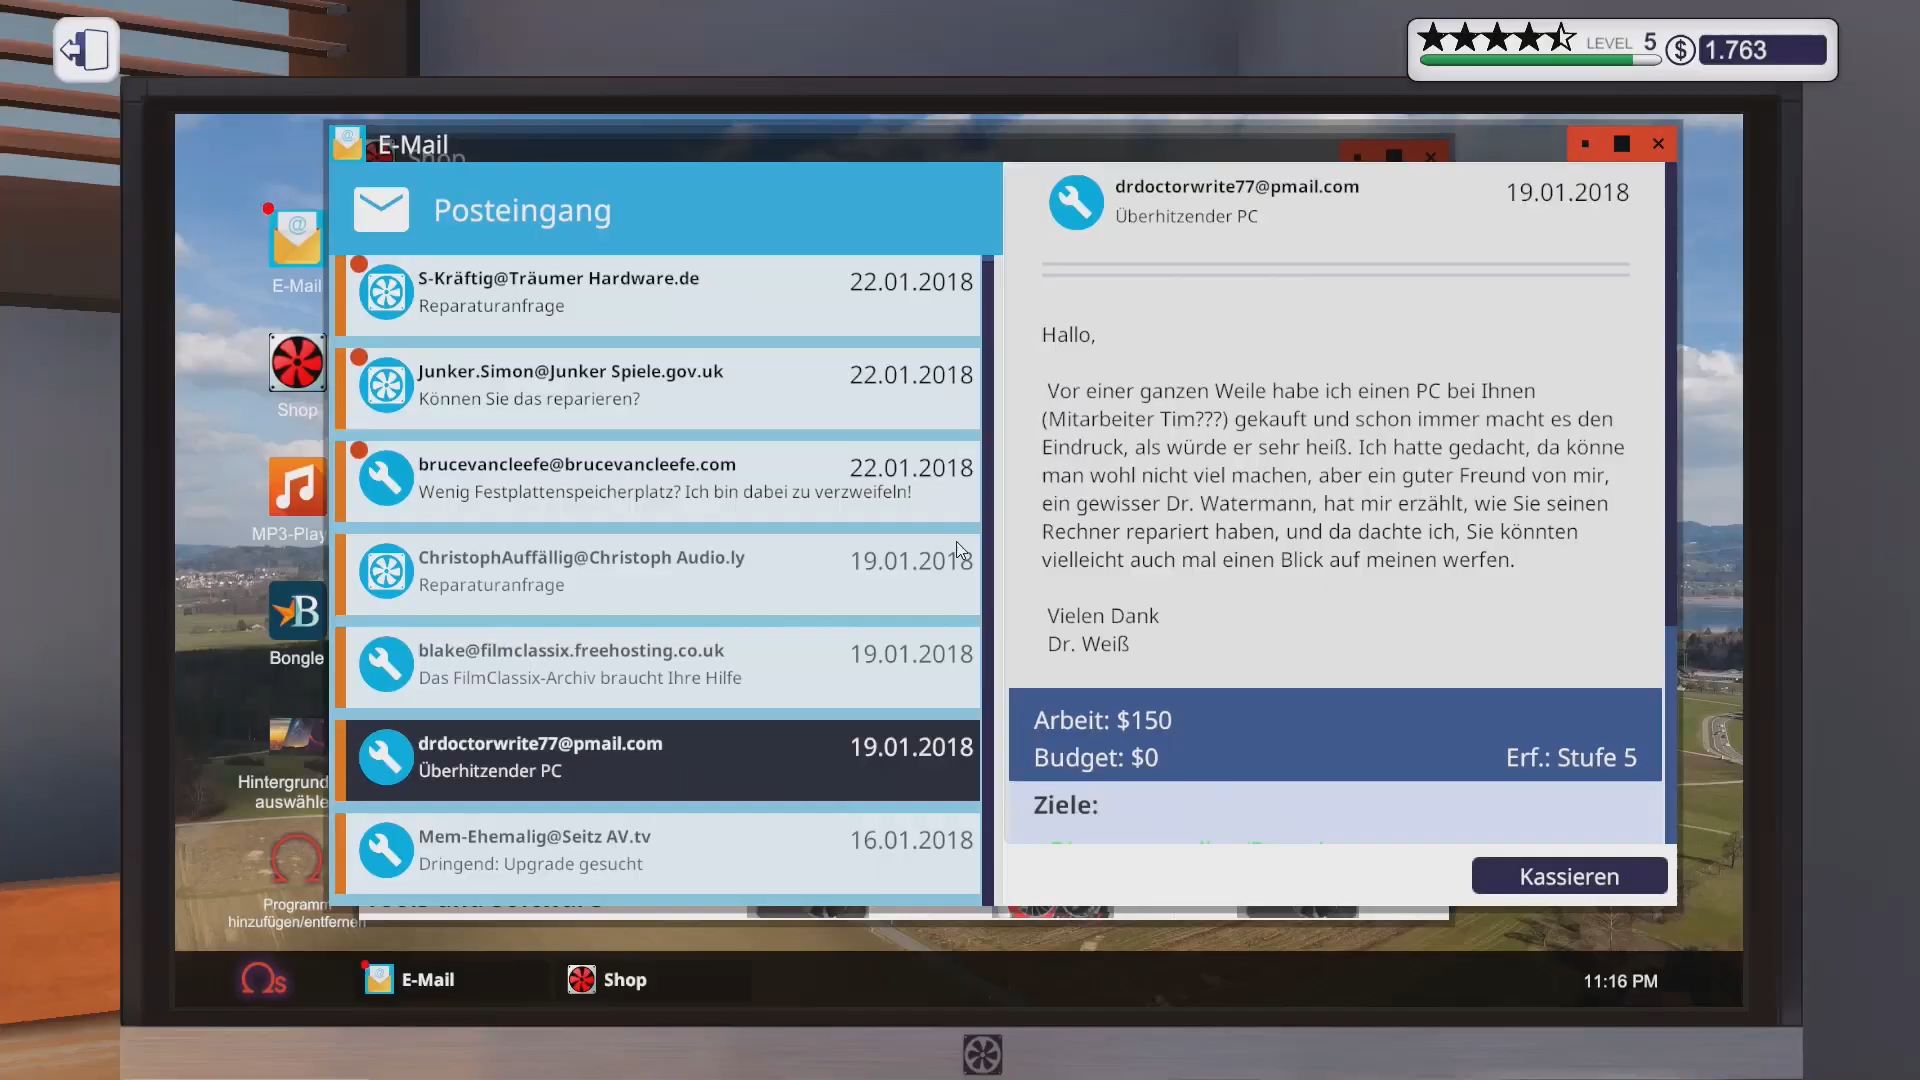 LEVEL 5
$ 1.763
E-Mail
Shop
Posteingang
S-Kräftig@Träumer Hardware.de
22.01.2018
Reparaturanfrage
Junker.Simon@Junker Spiele.gov.uk
22.01.2018
Können Sie das reparieren?
brucevancleefe@brucevancleefe.com
22.01.2018
Wenig Festplattenspeicherplatz? Ich bin dabei zu verzweifeln!
ChristophAuffällig@Christoph Audio.ly
19.01.2018
Reparaturanfrage
blake@filmclassix.freehosting.co.uk
19.01.2018
Das FilmClassix-Archiv braucht Ihre Hilfe
drdoctorwrite77@pmail.com
19.01.2018
Überhitzender PC
Mem-Ehemalig@Seitz AV.tv
16.01.2018
Dringend: Upgrade gesucht
drdoctorwrite77@pmail.com
19.01.2018
Überhitzender PC
Hallo,
Vor einer ganzen Weile habe ich einen PC bei Ihnen
(Mitarbeiter Tim???) gekauft und schon immer macht es den
Eindruck, als würde er sehr heiß. Ich hatte gedacht, da könne
man wohl nicht viel machen, aber ein guter Freund von mir,
ein gewisser Dr. Watermann, hat mir erzählt, wie Sie seinen
Rechner repariert haben, und da dachte ich, Sie könnten
vielleicht auch mal einen Blick auf meinen werfen.
Vielen Dank
Dr. Weiß
Arbeit: $150
Budget: $0
Erf.: Stufe 5
Ziele:
Kassieren
E-Mail
Shop
MP3-Play
B
Bongle
Hintergrund
auswähle
Programm
hinzufügen/entfernen
Ωs
E-Mail
Shop
11:16 PM